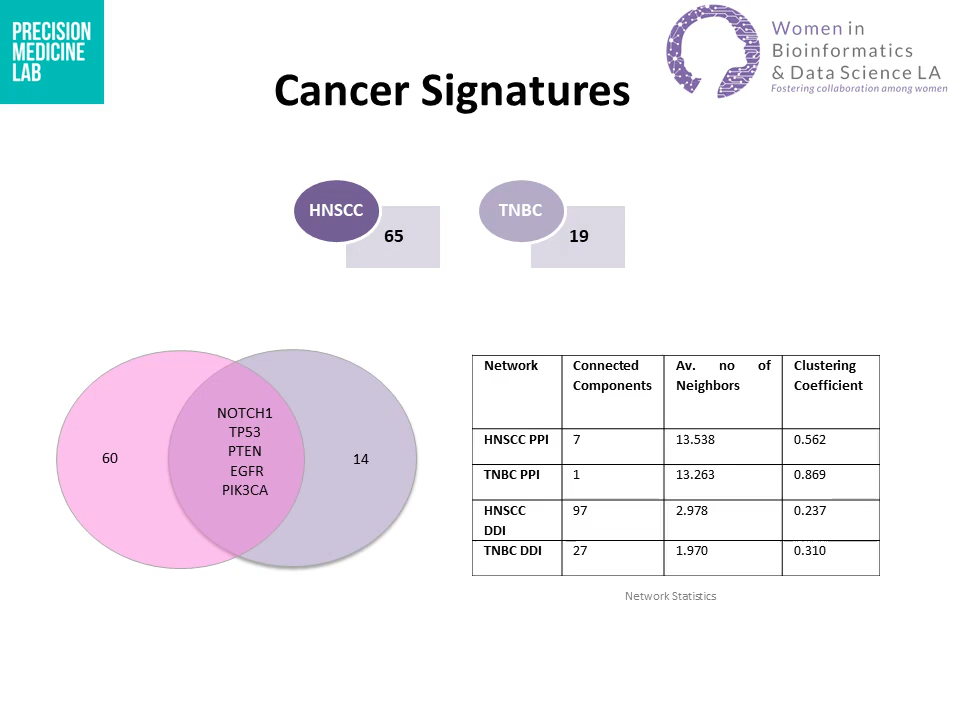 PRECISION
MEDICINE
LAB
Women in
Bioinformatics
& Data Science LA
Fostering collaboration among women
Cancer Signatures
HNSCC
65
TNBC
19
60
NOTCH1
TP53
PTEN
EGFR
PIK3CA
14
Network Connected Av. no of Clustering
Components Neighbors Coefficient
HNSCC PPI 7 13.538 0.562
TNBC PPI 1 13.263 0.869
HNSCC 97 2.978 0.237
DDI
TNBC DDI 27 1.970 0.310
Network Statistics